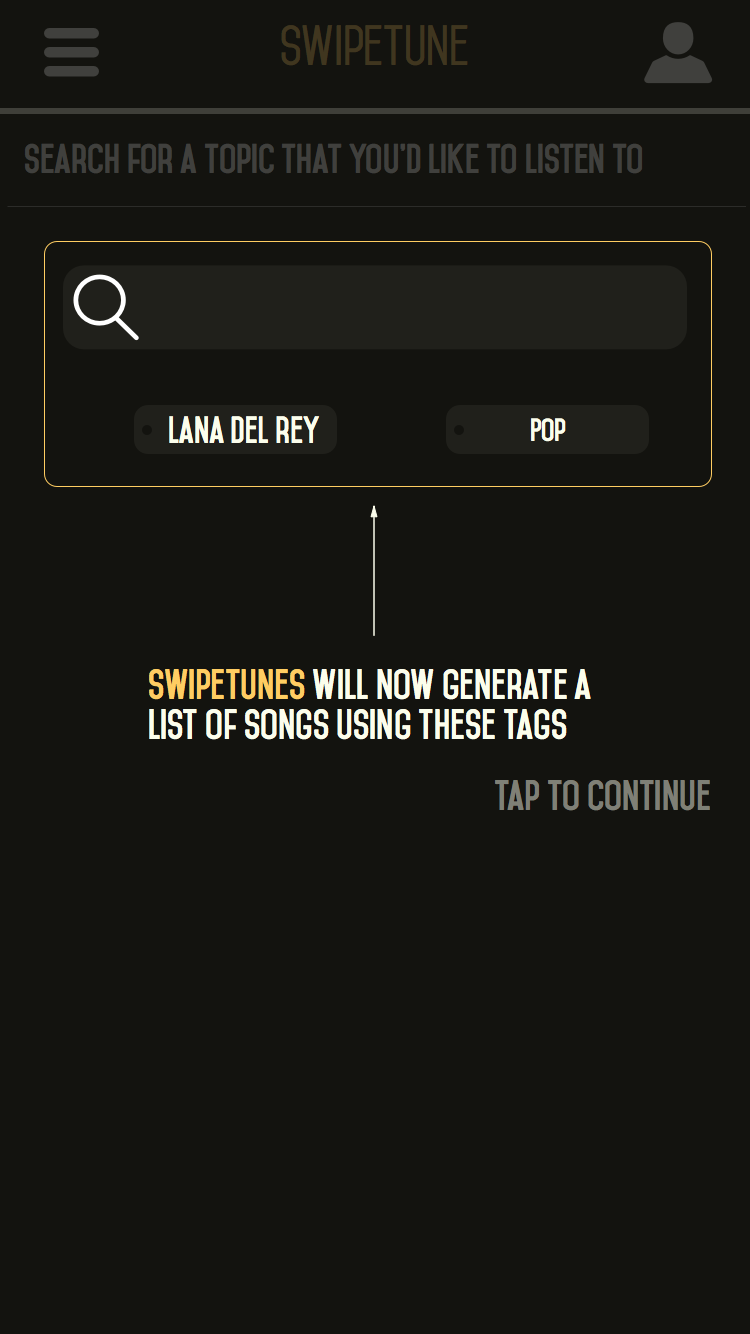 SWIPETUNE
SEARCH FOR A TOPIC THAT YOU'D LIKE TO LISTEN TO
LANA DEL REY
POP
SWIPETUNES WILL NOW GENERATE A
LIST OF SONGS USING THESE TAGS
TAP TO CONTINUE